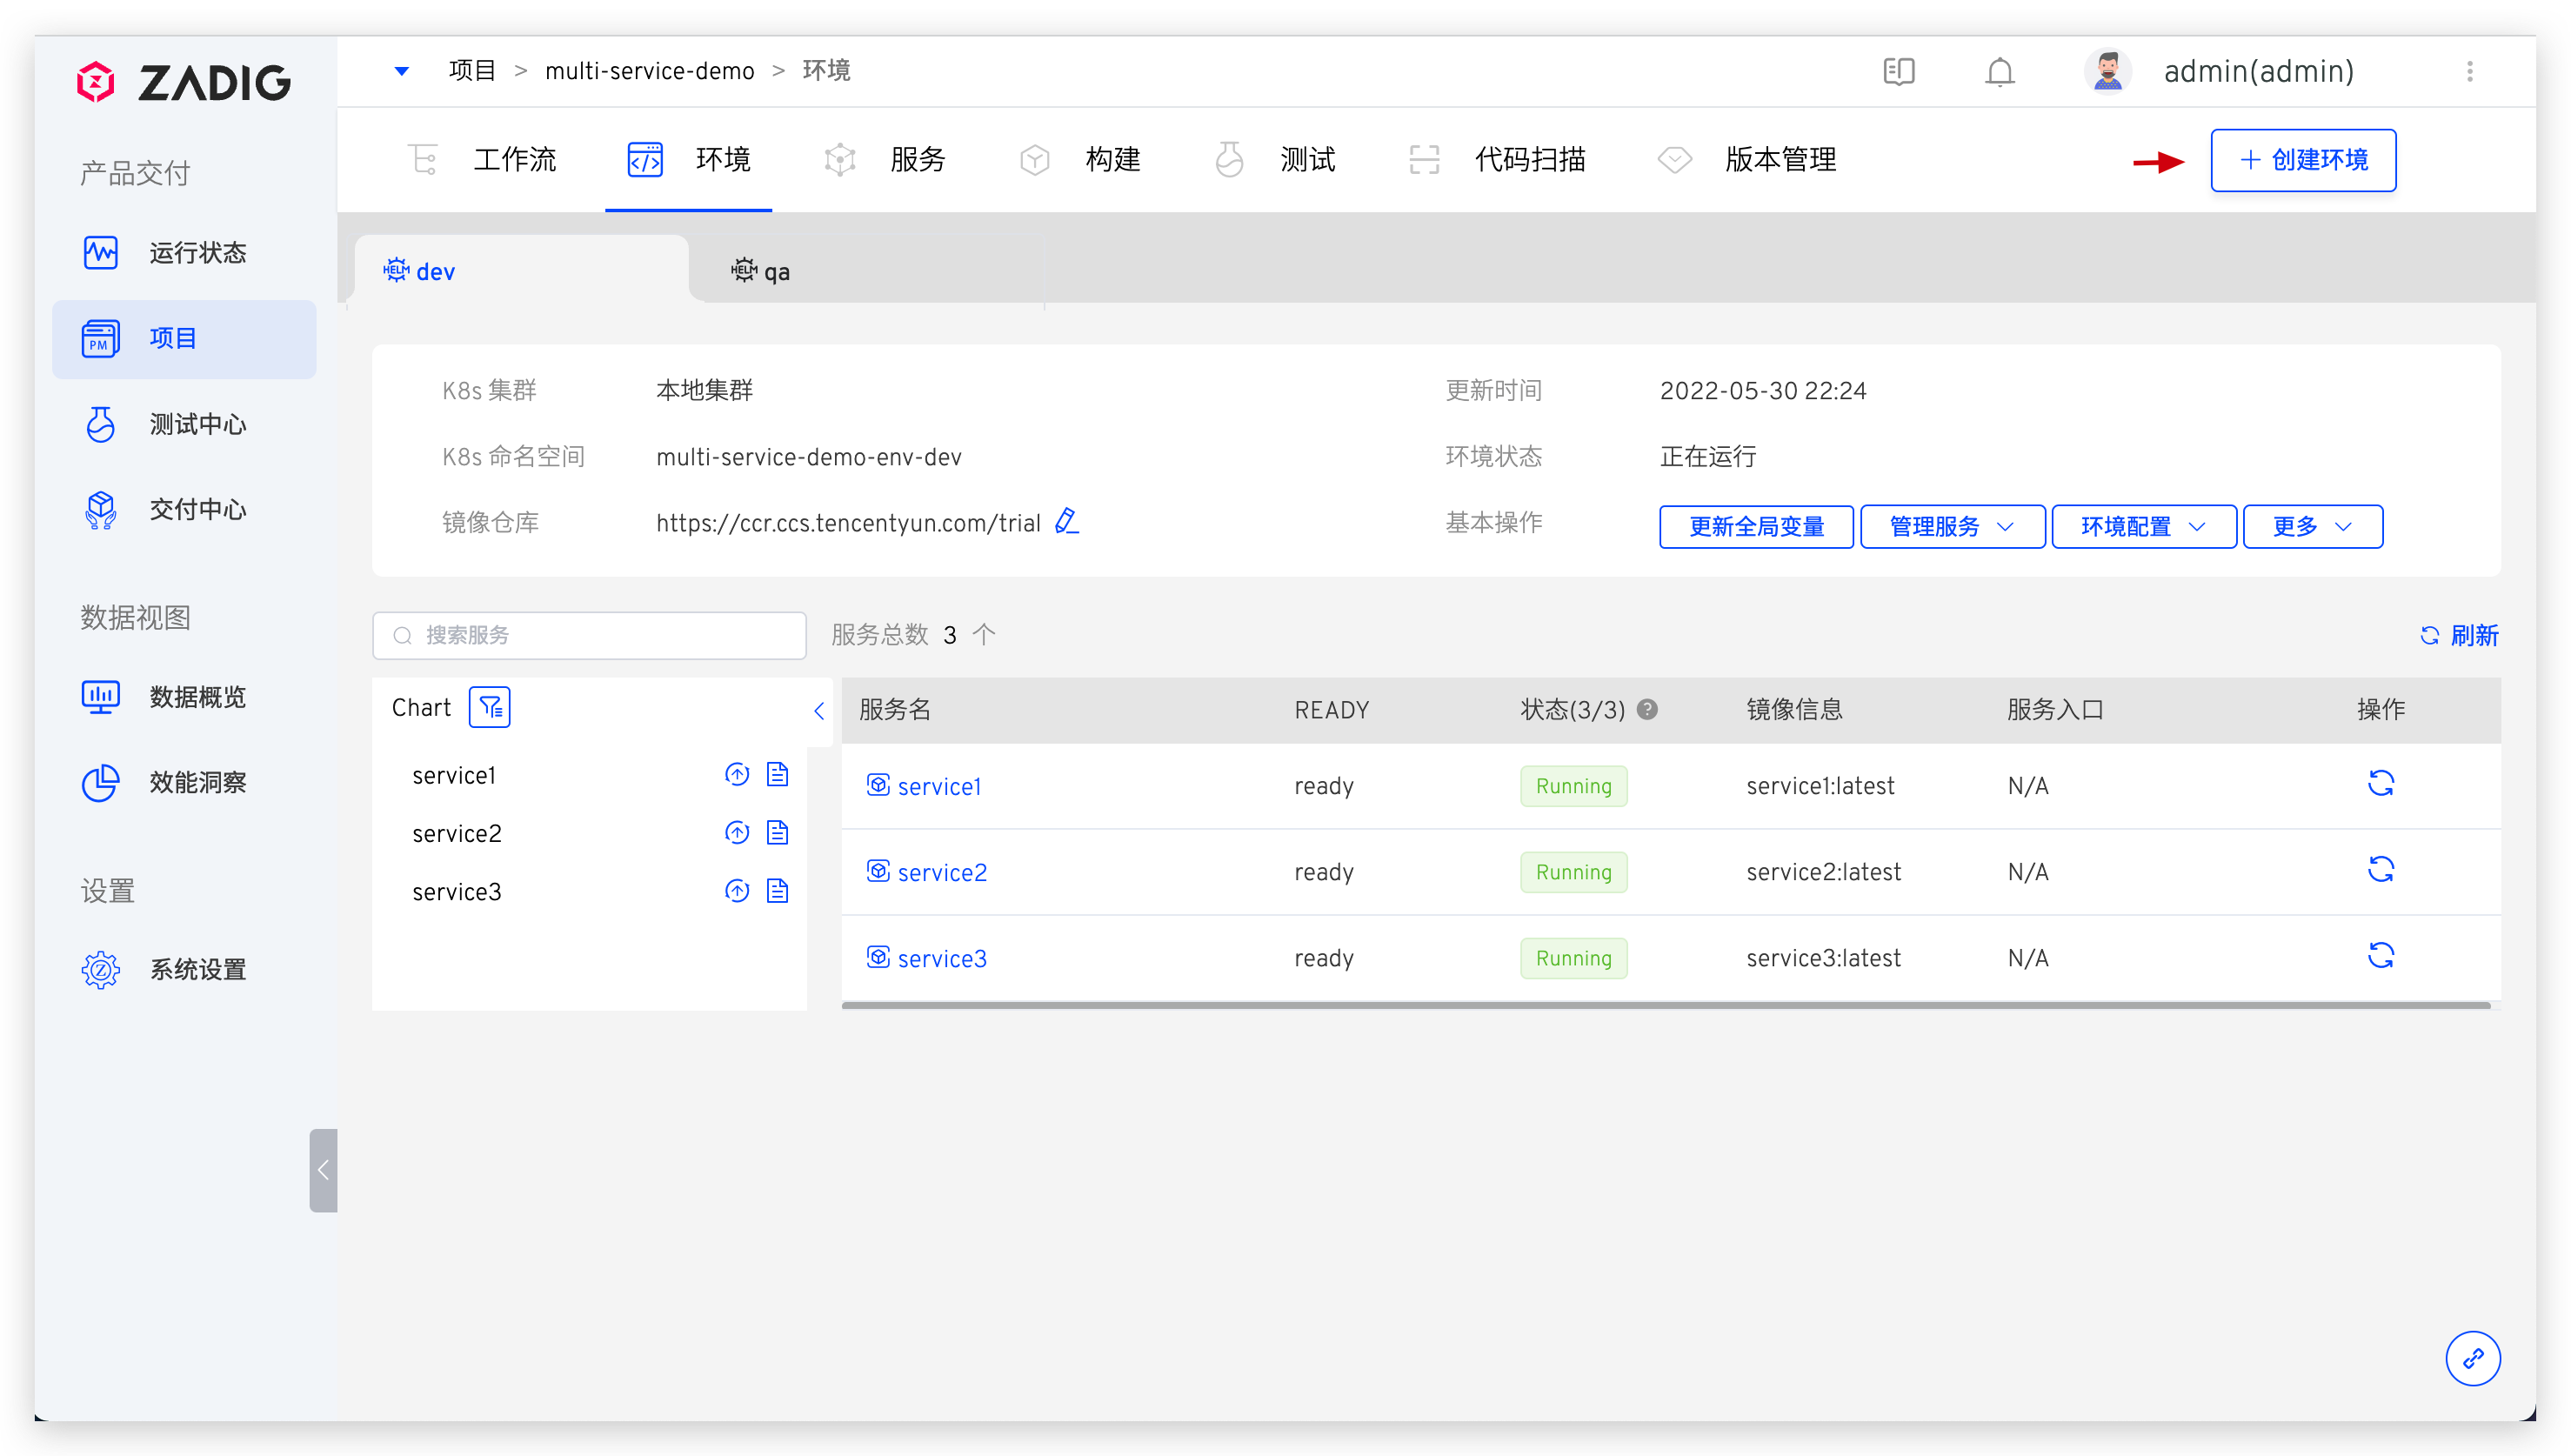 ZADIG
项目 > multi-service-demo > 环境
admin(admin)
工作流
环境
服务
构建
测试
代码扫描
版本管理
+ 创建环境
产品交付
运行状态
PM
项目
测试中心
交付中心
数据视图
数据概览
效能洞察
设置
Z
系统设置
HELM dev
HELM qa
K8s 集群 本地集群
更新时间 2022-05-30 22:24
K8s 命名空间 multi-service-demo-env-dev
环境状态 正在运行
镜像仓库 https://ccr.ccs.tencentyun.com/trial
基本操作 更新全局变量 管理服务 环境配置 更多
搜索服务
服务总数 3 个
刷新
Chart
service1
service2
service3
服务名 READY 状态(3/3) ? 镜像信息 服务入口 操作
service1 ready Running service1:latest N/A
service2 ready Running service2:latest N/A
service3 ready Running service3:latest N/A